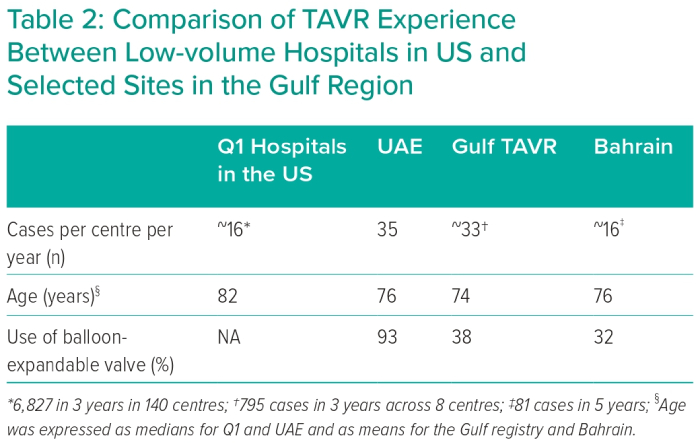 Table 2: Comparison of TAVR Experience
Between Low-volume Hospitals in US and
Selected Sites in the Gulf Region
Q1 Hospitals in the US UAE Gulf TAVR Bahrain
Cases per centre per year (n) ~16* 35 ~33† ~16‡
Age (years)§ 82 76 74 76
Use of balloon-expandable valve (%) NA 93 38 32
*6,827 in 3 years in 140 centres; †795 cases in 3 years across 8 centres; ‡81 cases in 5 years; §Age
was expressed as medians for Q1 and UAE and as means for the Gulf registry and Bahrain.